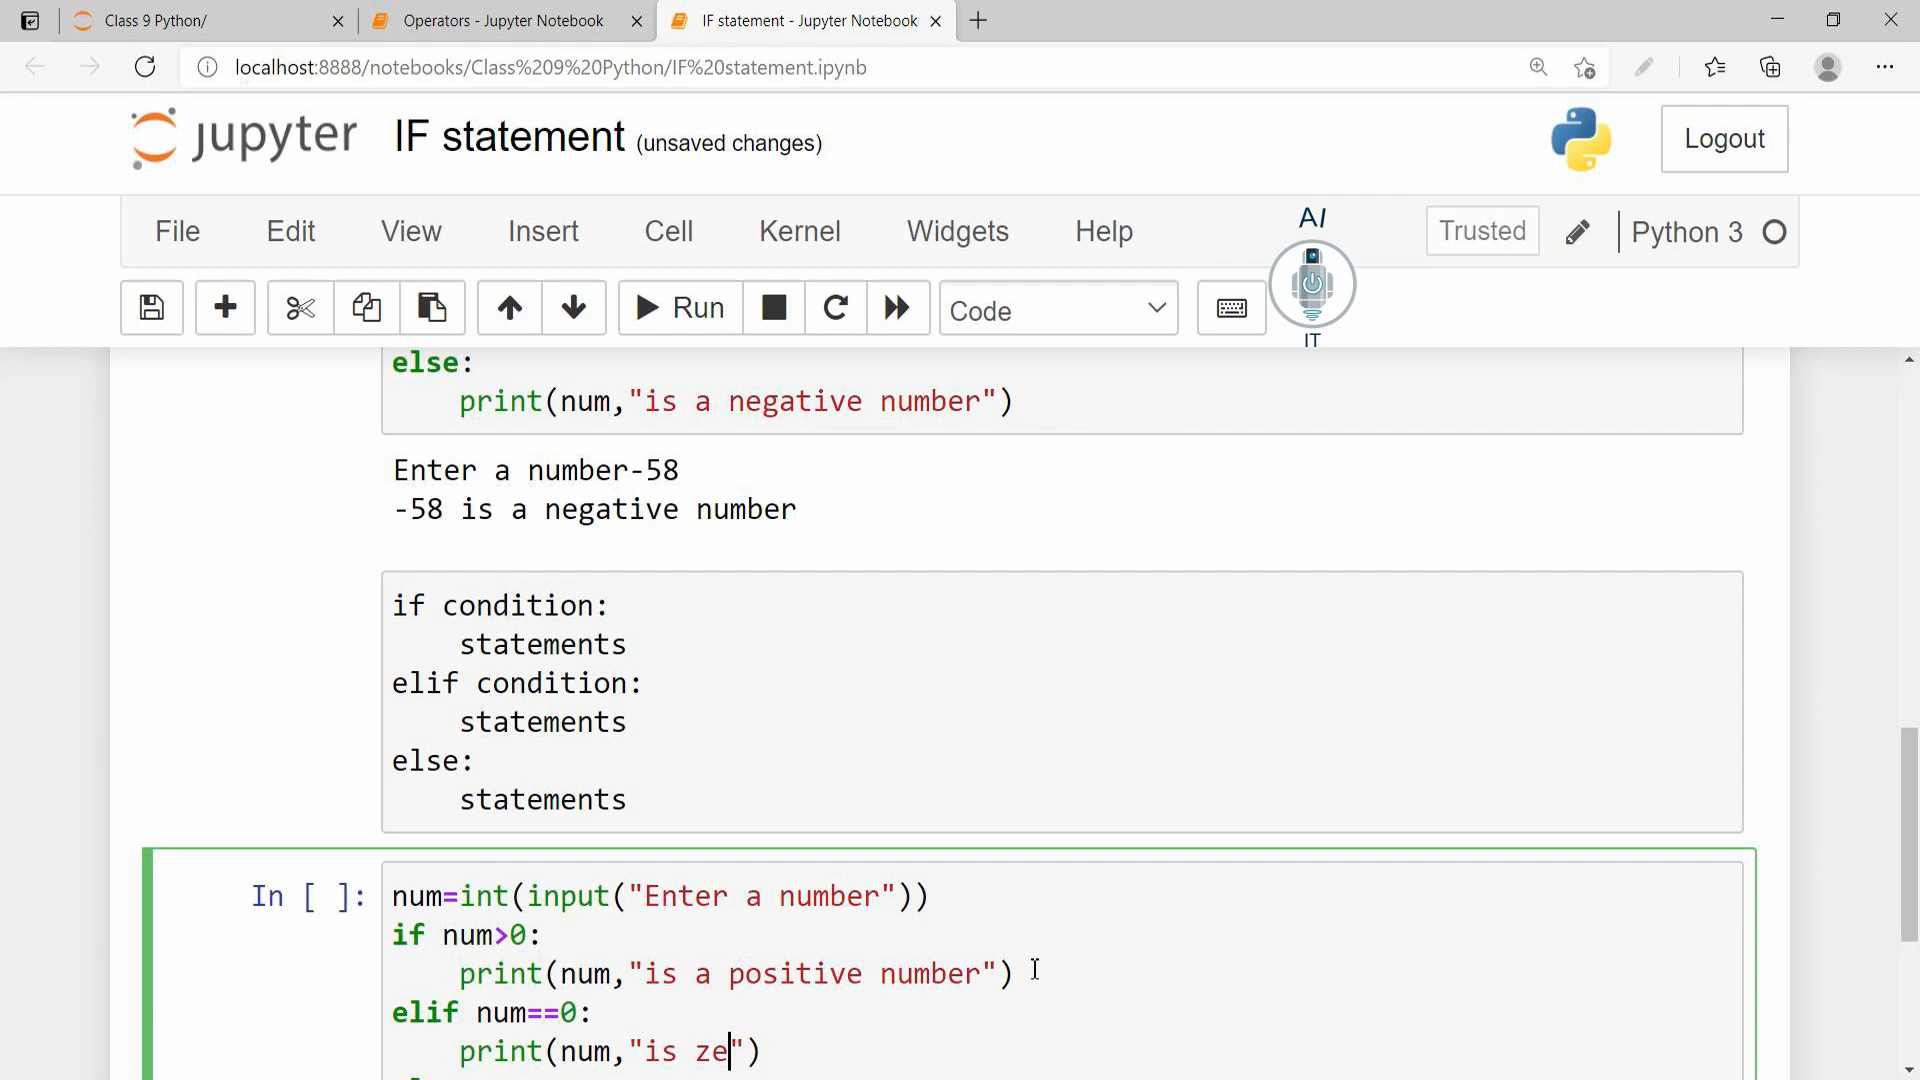 Class 9 Python/
Operators - Jupyter Notebook
IF statement - Jupyter Notebook
localhost:8888/notebooks/Class%209%20Python/IF%20statement.ipynb
jupyter IF statement (unsaved changes)
Logout
File Edit View Insert Cell Kernel Widgets Help
AI
Trusted
Python 3
Run
Code
IT
else:
print(num,"is a negative number")
Enter a number-58
-58 is a negative number
if condition:
statements
elif condition:
statements
else:
statements
In [ ]:
num=int(input("Enter a number"))
if num>0:
print(num,"is a positive number")
elif num==0:
print(num,"is ze")